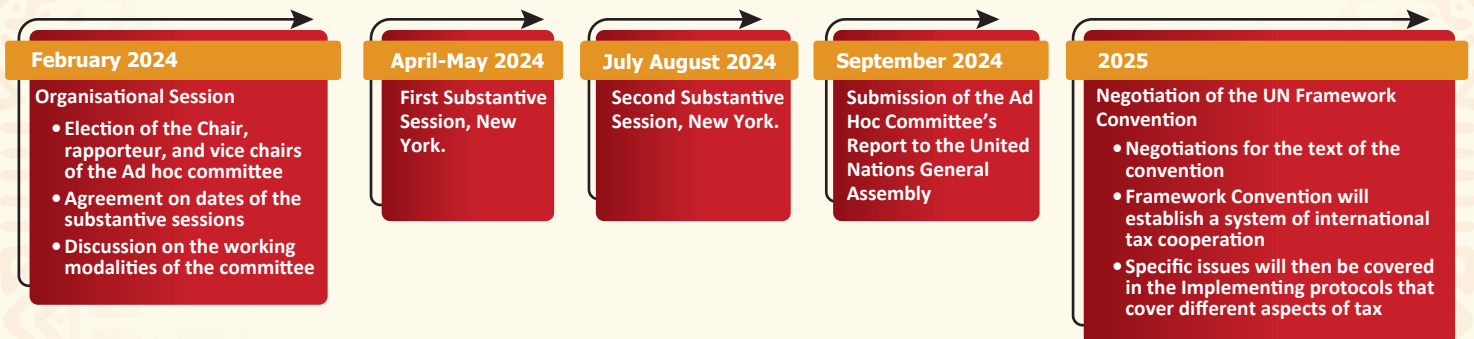 February 2024
Organisational Session
• Election of the Chair,
rapporteur, and vice chairs
of the Ad hoc committee
• Agreement on dates of the
substantive sessions
• Discussion on the working
modalities of the committee
April-May 2024
First Substantive
Session, New
York.
July August 2024
Second Substantive
Session, New York.
September 2024
Submission of the Ad
Hoc Committee’s
Report to the United
Nations General
Assembly
2025
Negotiation of the UN Framework
Convention
• Negotiations for the text of the
convention
• Framework Convention will
establish a system of international
tax cooperation
• Specific issues will then be covered
in the Implementing protocols that
cover different aspects of tax